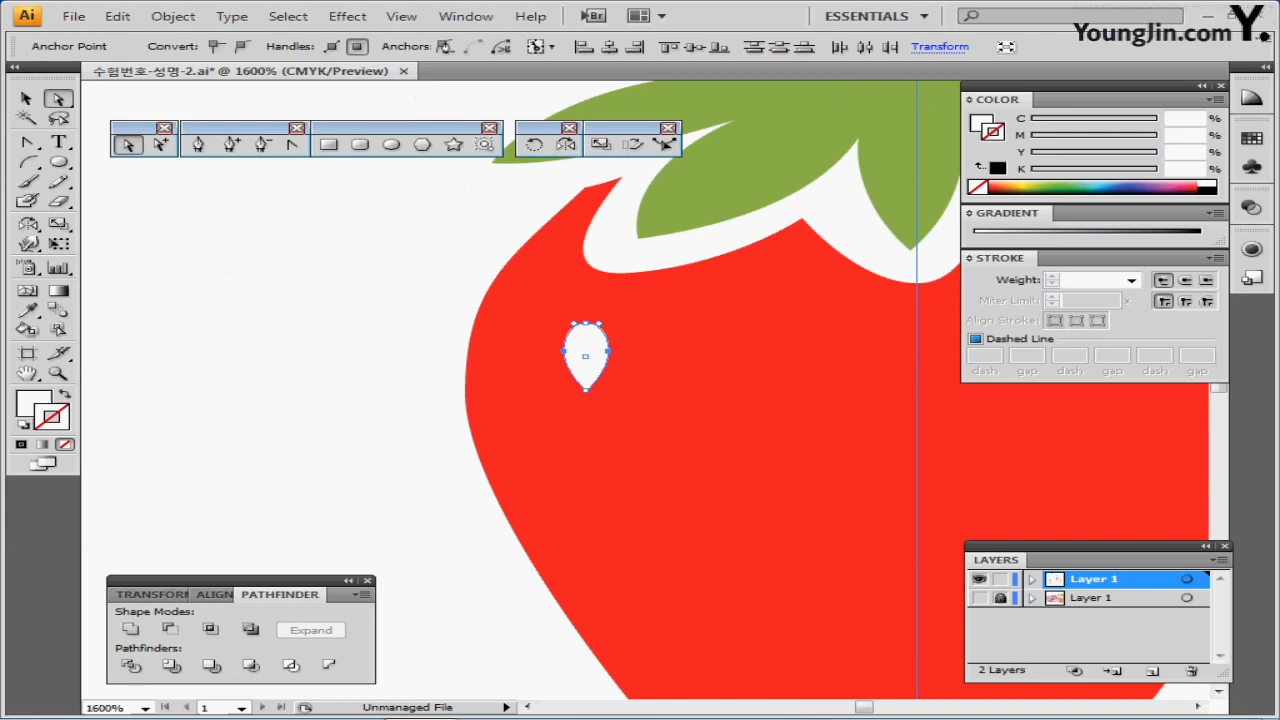 Ai File Edit Object Type Select Effect View Window Help Br ESSENTIALS
YoungJin.com Y.
Anchor Point Convert: Handles: Anchors: Transform
수험번호-성명-2.ai* @ 1600% (CMYK/Preview)
COLOR
C %
M %
Y %
K %
GRADIENT
STROKE
Weight:
Miter Limit: x
Align Stroke:
Dashed Line
dash gap dash gap dash gap
T
LAYERS
Layer 1
Layer 1
2 Layers
TRANSFORM ALIGN PATHFINDER
Shape Modes:
Expand
Pathfinders:
1600% 1 Unmanaged File